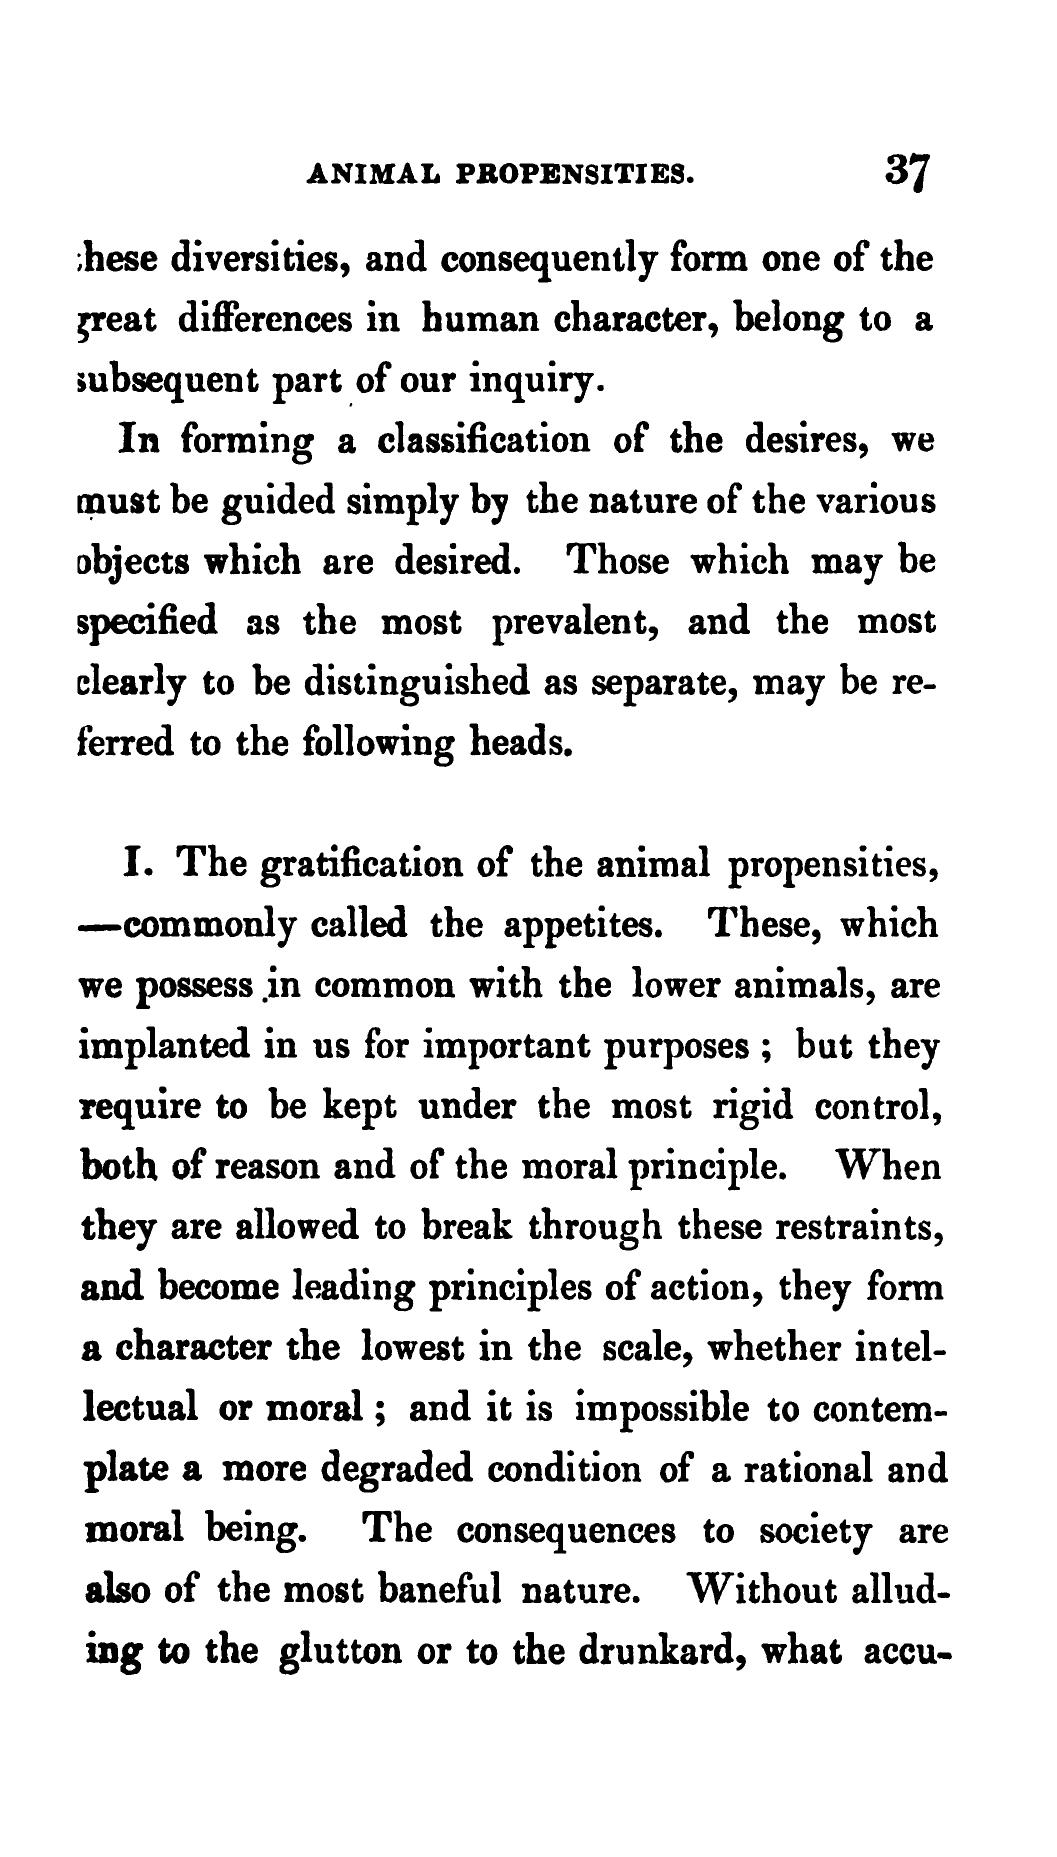 ANIMAL PROPENSITIES. 37
these diversities, and consequently form one of the
great differences in human character, belong to a
subsequent part of our inquiry.
In forming a classification of the desires, we
must be guided simply by the nature of the various
objects which are desired. Those which may be
specified as the most prevalent, and the most
clearly to be distinguished as separate, may be re-
ferred to the following heads.
I. The gratification of the animal propensities,
—commonly called the appetites. These, which
we possess in common with the lower animals, are
implanted in us for important purposes ; but they
require to be kept under the most rigid control,
both of reason and of the moral principle. When
they are allowed to break through these restraints,
and become leading principles of action, they form
a character the lowest in the scale, whether intel-
lectual or moral ; and it is impossible to contem-
plate a more degraded condition of a rational and
moral being. The consequences to society are
also of the most baneful nature. Without allud-
ing to the glutton or to the drunkard, what accu-